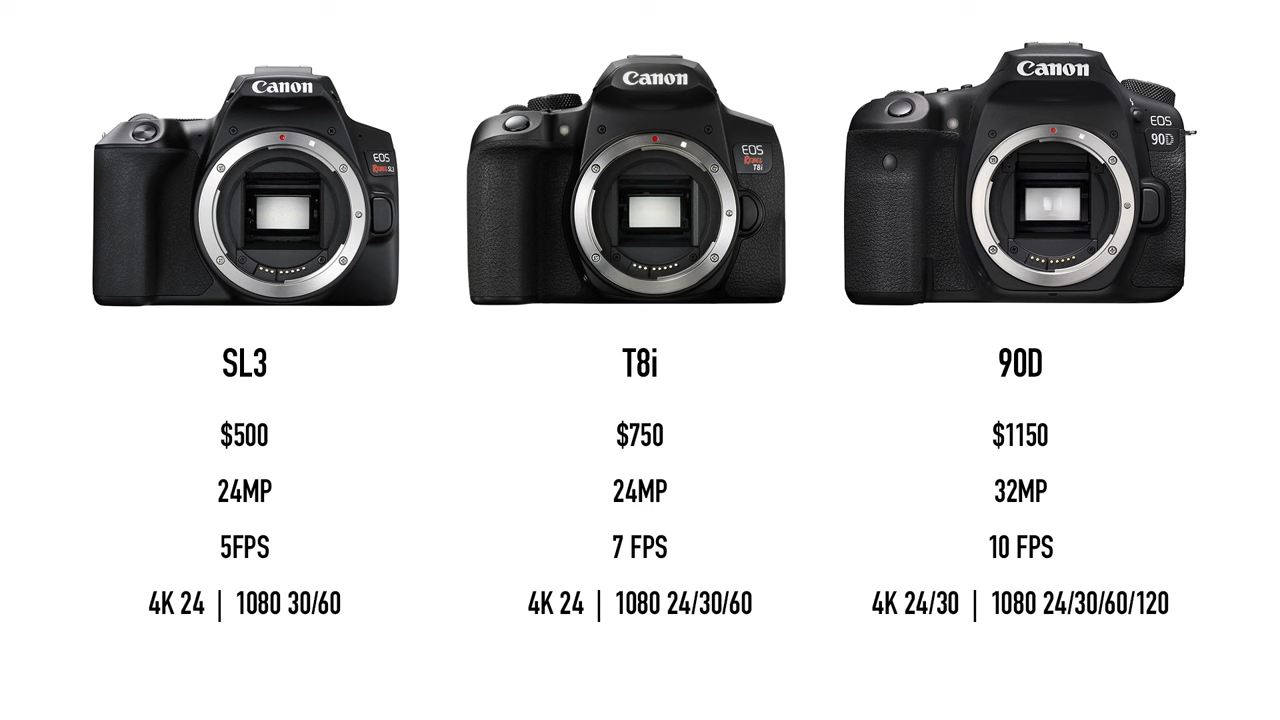 Canon
EOS
Rebel SL3
Canon
EOS
Rebel
T8i
Canon
EOS
90D
SL3
T8i
90D
$500
$750
$1150
24MP
24MP
32MP
5FPS
7 FPS
10 FPS
4K 24 | 1080 30/60
4K 24 | 1080 24/30/60
4K 24/30 | 1080 24/30/60/120